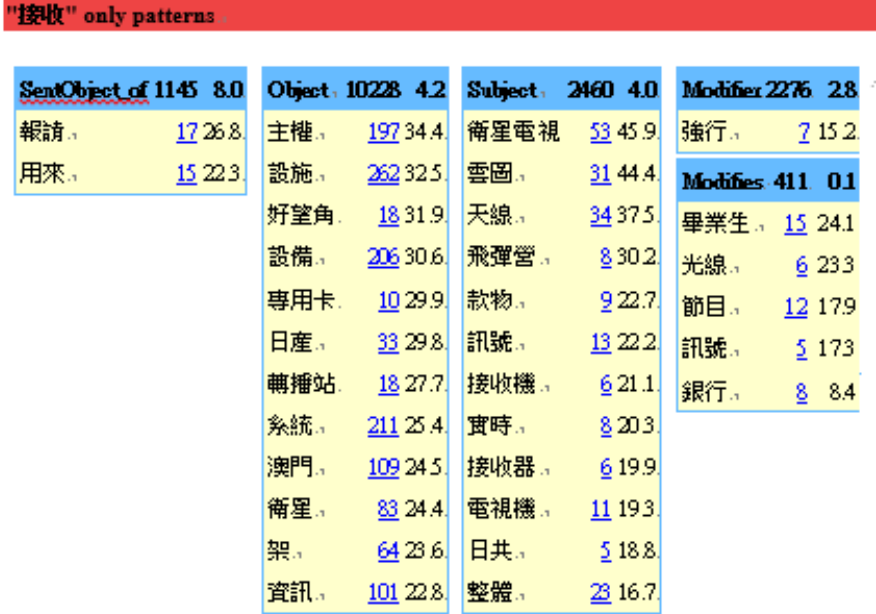 "接收" only patterns
SentObject_of 1145 8.0
報請 17 26.8
用來 15 22.3
Object 10228 4.2
主權 197 34.4
設施 262 32.5
好望角 18 31.9
設備 206 30.6
專用卡 10 29.9
日產 33 29.8
轉播站 18 27.7
系統 211 25.4
澳門 109 24.5
衛星 83 24.4
架 64 23.6
資訊 101 22.8
Subject 2460 4.0
衛星電視 53 45.9
雲圖 31 44.4
天線 34 37.5
飛彈營 8 30.2
款物 9 22.7
訊號 13 22.2
接收機 6 21.1
實時 8 20.3
接收器 6 19.9
電視機 11 19.3
日共 5 18.8
整體 23 16.7
Modifier 2276 2.8
強行 7 15.2
Modifies 411 0.1
畢業生 15 24.1
光線 6 23.3
節目 12 17.9
訊號 5 17.3
銀行 8 8.4